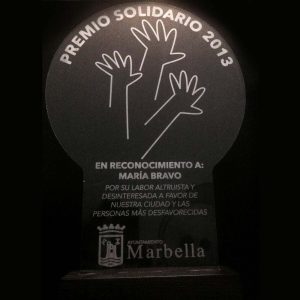 PREMIO SOLIDARIO 2013
EN RECONOCIMIENTO A:
MARÍA BRAVO
POR SU LABOR ALTRUISTA Y
DESINTERESADA A FAVOR DE
NUESTRA CIUDAD Y LAS
PERSONAS MÁS DESFAVORECIDAS
AYUNTAMIENTO
Marbella